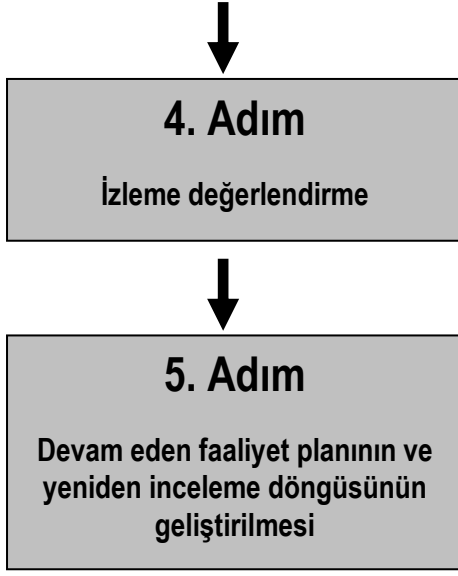 4. Adım
İzleme değerlendirme
5. Adım
Devam eden faaliyet planının ve
yeniden inceleme döngüsünün
geliştirilmesi